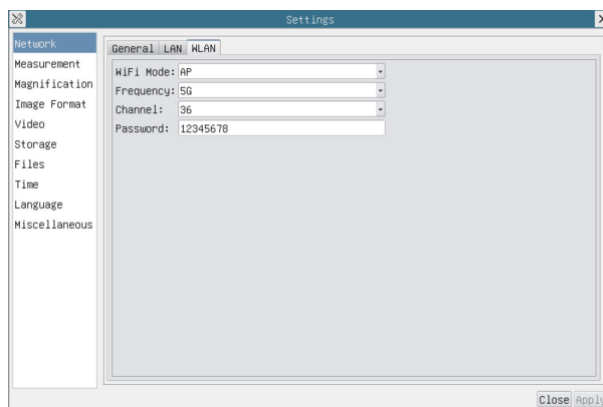 Settings
Network
Measurement
Magnification
Image Format
Video
Storage
Files
Time
Language
Miscellaneous
General LAN WLAN
WiFi Mode: AP
Frequency: 5G
Channel: 36
Password: 12345678
Close Apply